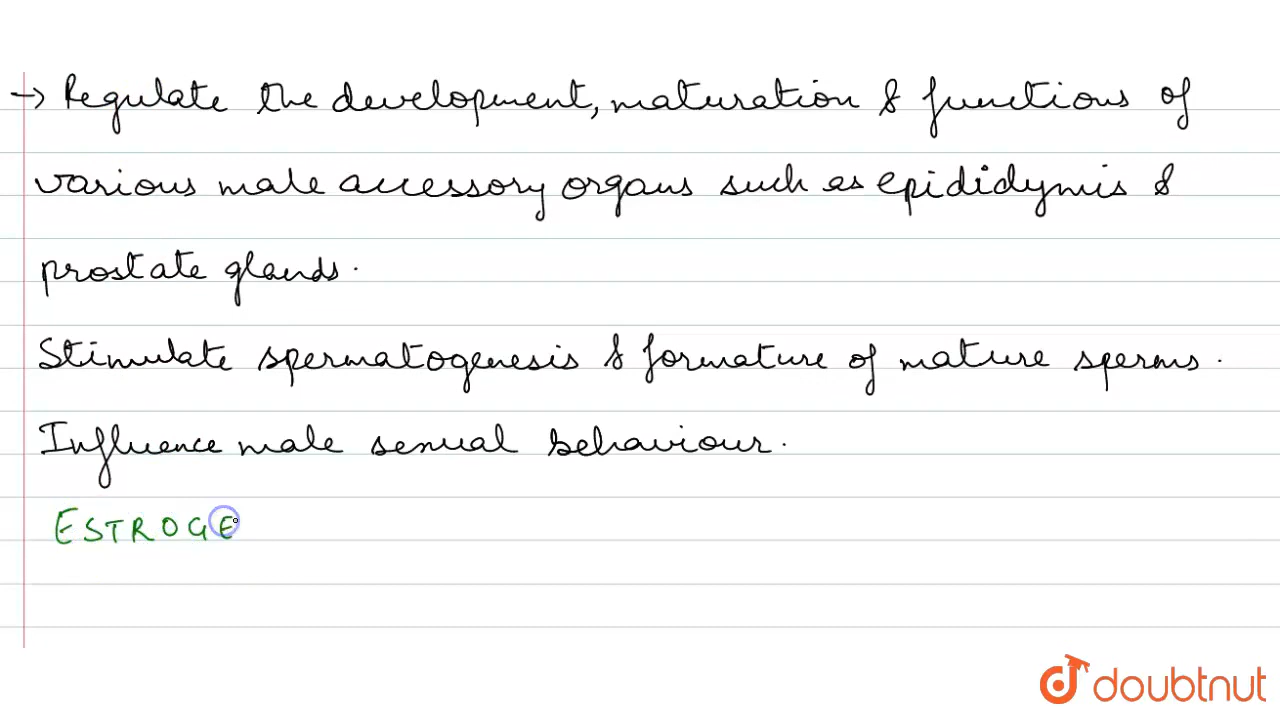 → Regulate the development, maturation & functions of
various male accessory organs such as epididymis &
prostate glands.
Stimulate spermatogenesis & formature of mature sperms.
Influence male sexual behaviour.
ESTROGE
doubtnut